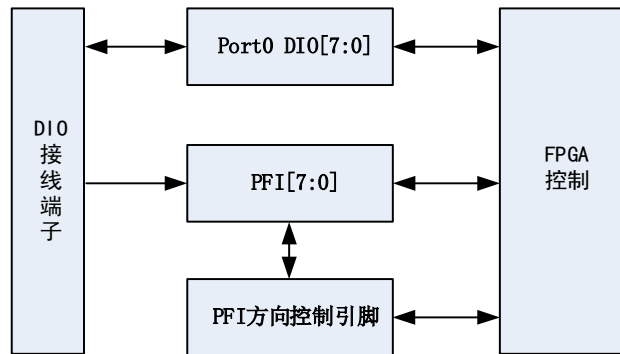 Port0 DIO[7:0]
DIO
接
线
端
子
PFI[7:0]
FPGA
控制
PFI方向控制引脚